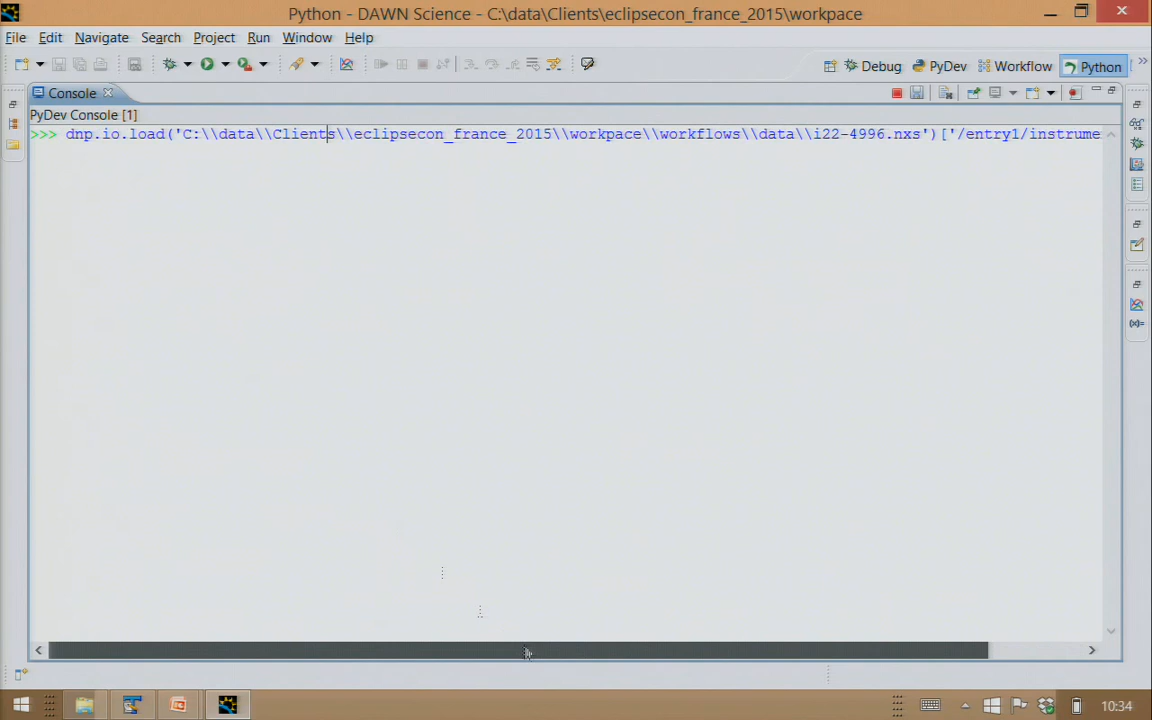 Python - DAWN Science - C:\data\Clients\eclipsecon_france_2015\workpace
File Edit Navigate Search Project Run Window Help
Debug PyDev Workflow Python
Console
PyDev Console [1]
>>> dnp.io.load('C:\\data\\Clients\\eclipsecon_france_2015\\workpace\\workflows\\data\\i22-4996.nxs')['/entry1/instrume
10:34